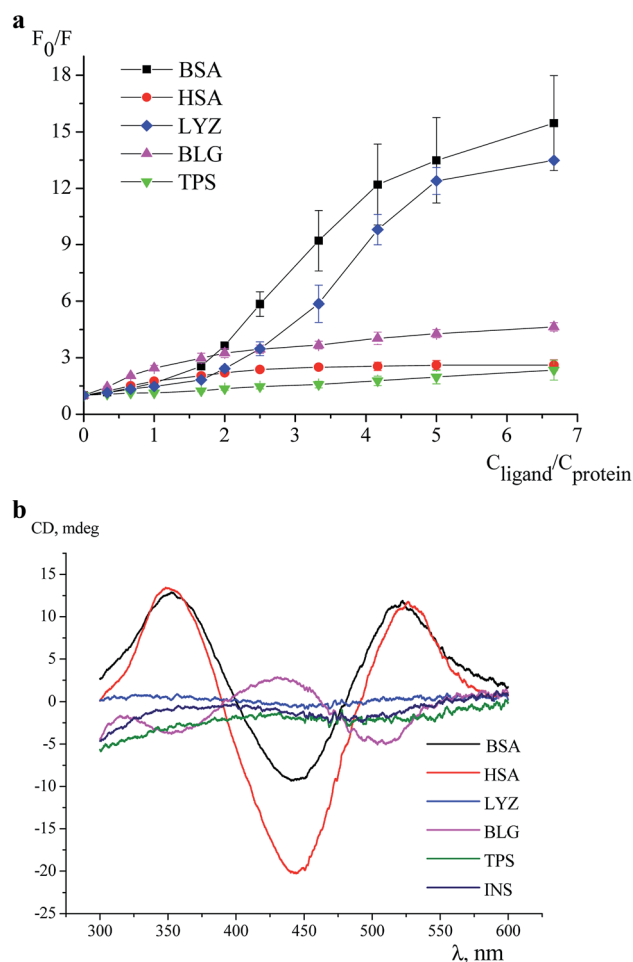 a
F0/F
18
15
12
9
6
3
0
BSA
HSA
LYZ
BLG
TPS
0 1 2 3 4 5 6 7
Cligand/Cprotein
b
CD, mdeg
15
10
5
0
-5
-10
-15
-20
-25
BSA
HSA
LYZ
BLG
TPS
INS
300 350 400 450 500 550 600
λ, nm